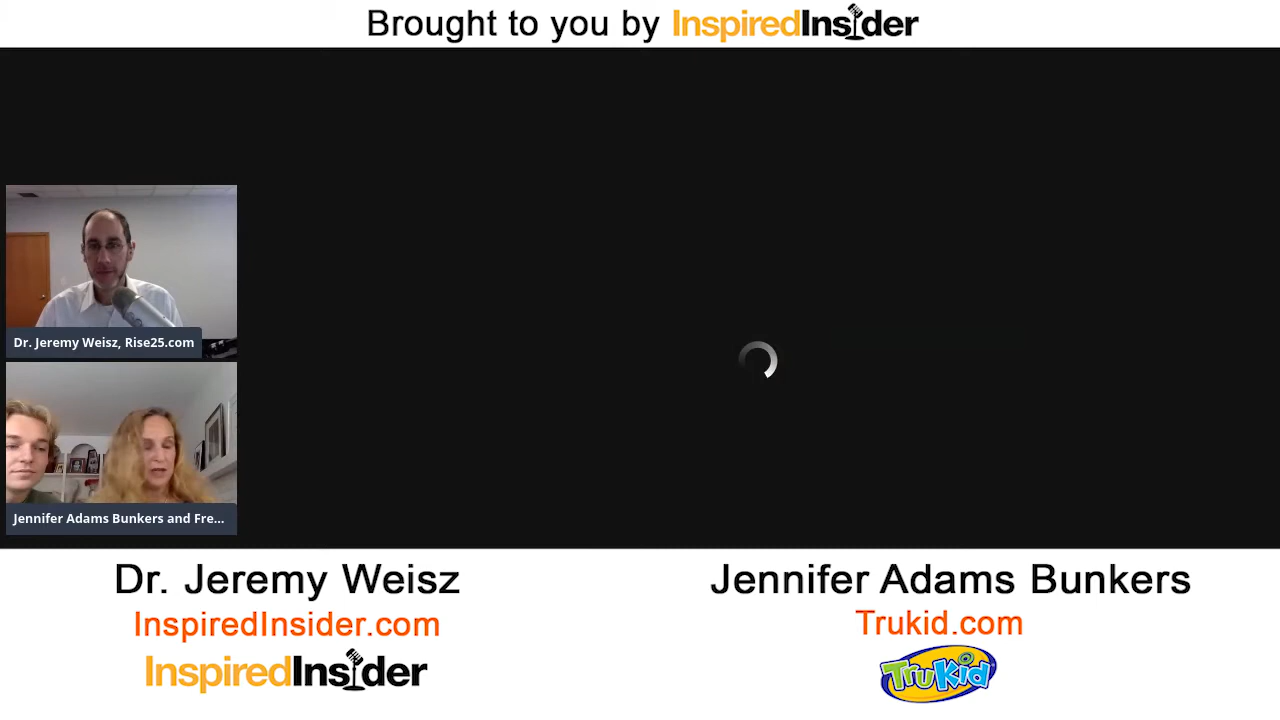 Brought to you by InspiredInsider
Dr. Jeremy Weisz, Rise25.com
Jennifer Adams Bunkers and Fre...
Dr. Jeremy Weisz
InspiredInsider.com
InspiredInsider
Jennifer Adams Bunkers
Trukid.com
TruKid